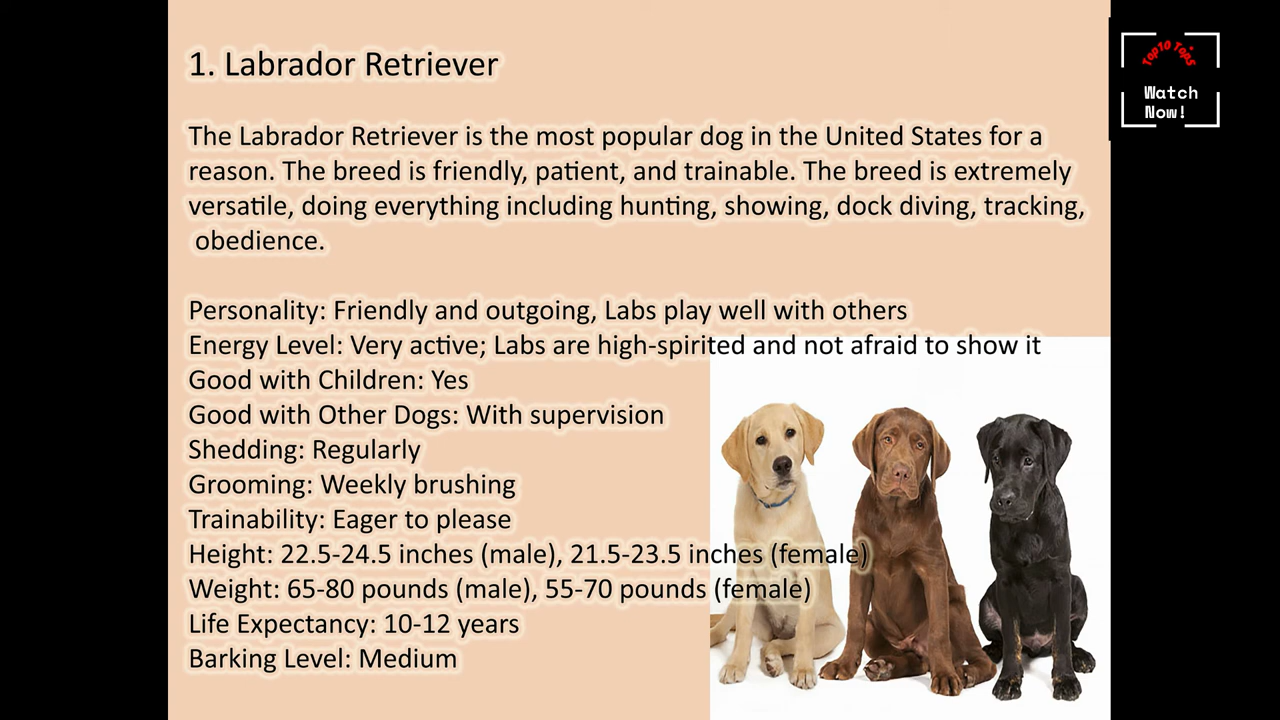 1. Labrador Retriever
The Labrador Retriever is the most popular dog in the United States for a
reason. The breed is friendly, patient, and trainable. The breed is extremely
versatile, doing everything including hunting, showing, dock diving, tracking,
obedience.
Personality: Friendly and outgoing, Labs play well with others
Energy Level: Very active; Labs are high-spirited and not afraid to show it
Good with Children: Yes
Good with Other Dogs: With supervision
Shedding: Regularly
Grooming: Weekly brushing
Trainability: Eager to please
Height: 22.5-24.5 inches (male), 21.5-23.5 inches (female)
Weight: 65-80 pounds (male), 55-70 pounds (female)
Life Expectancy: 10-12 years
Barking Level: Medium
Top10 Top5
Watch
Now!